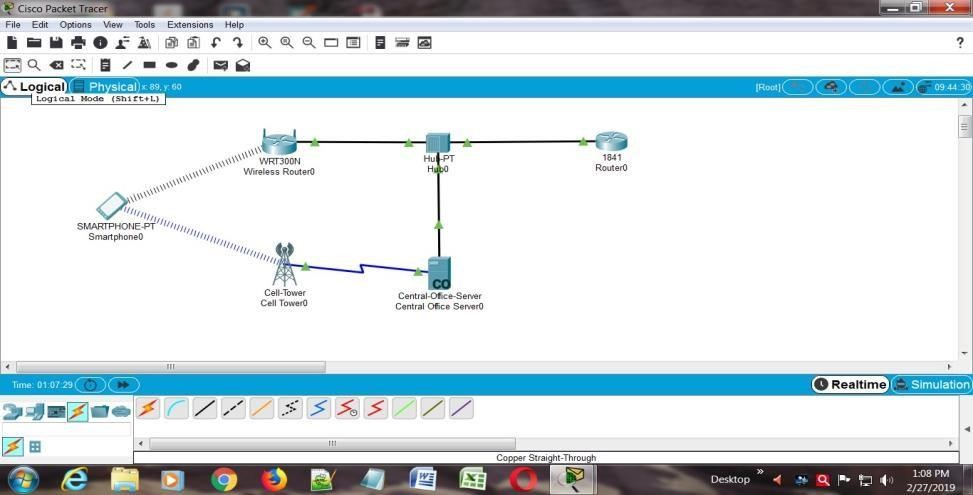 Cisco Packet Tracer
File Edit Options View Tools Extensions Help
?
Logical Physical x: 89, y: 60 [Root] 09:44:30
Logical Mode (Shift+L)
WRT300N
Wireless Router0
Hub-PT
Hub0
1841
Router0
SMARTPHONE-PT
Smartphone0
Cell-Tower
Cell Tower0
CO
Central-Office-Server
Central Office Server0
Time: 01:07:29 Realtime Simulation
Copper Straight-Through
Desktop » 1:08 PM
2/27/2019